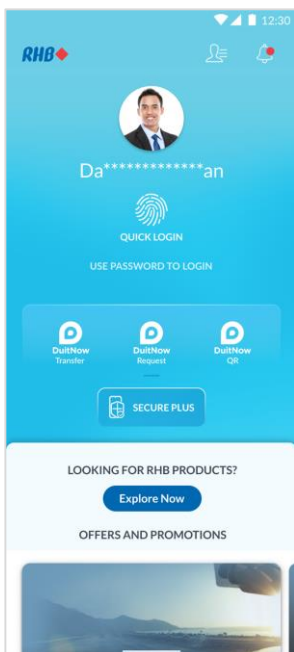 12:30
RHB
Da*************an
QUICK LOGIN
USE PASSWORD TO LOGIN
DuitNow
Transfer
DuitNow
Request
DuitNow
QR
SECURE PLUS
LOOKING FOR RHB PRODUCTS?
Explore Now
OFFERS AND PROMOTIONS